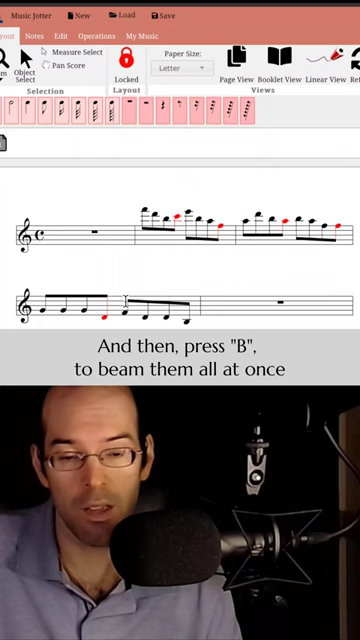 Music Jotter
New
Load
Save
yout
Notes
Edit
Operations
My Music
Measure Select
Pan Score
Object
Select
Selection
Locked
Layout
Paper Size:
Letter
Page View
Booklet View
Linear View
Views
And then, press "B",
to beam them all at once